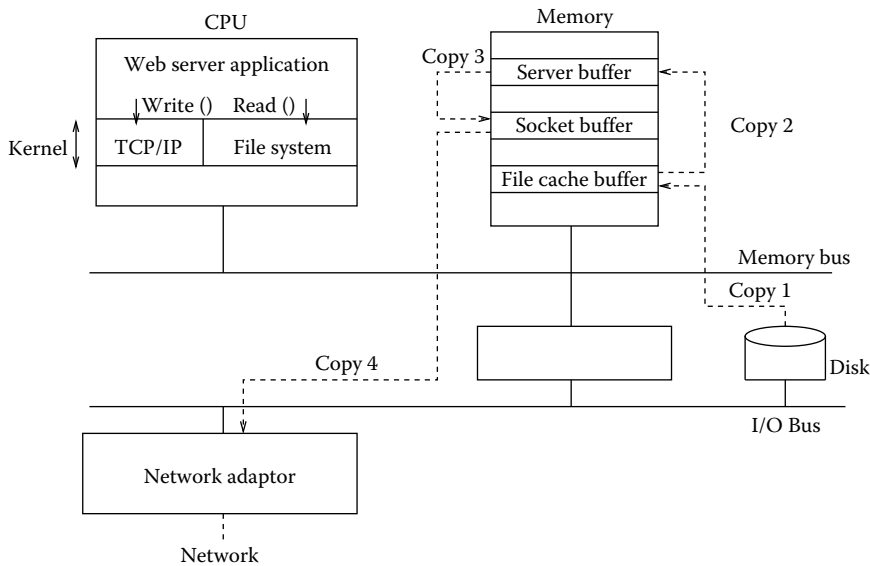 CPU
Memory
Web server application
Copy 3
Server buffer
Write ()
Read ()
Socket buffer
Copy 2
Kernel
TCP/IP
File system
File cache buffer
Memory bus
Copy 1
Copy 4
Disk
I/O Bus
Network adaptor
Network